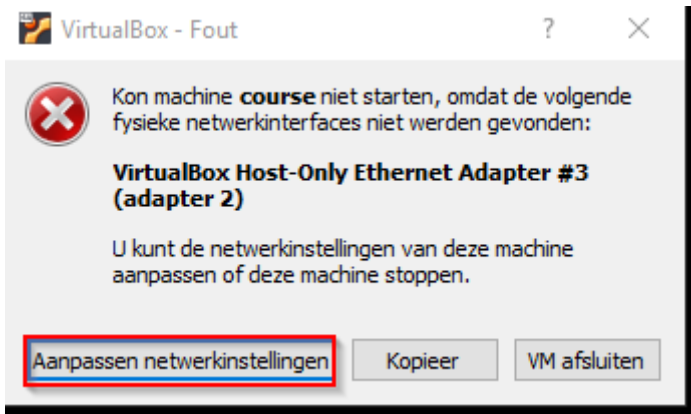 VirtualBox - Fout
Kon machine course niet starten, omdat de volgende
fysieke netwerkinterfaces niet werden gevonden:
VirtualBox Host-Only Ethernet Adapter #3
(adapter 2)
U kunt de netwerkinstellingen van deze machine
aanpassen of deze machine stoppen.
Aanpassen netwerkinstellingen Kopieer VM afsluiten